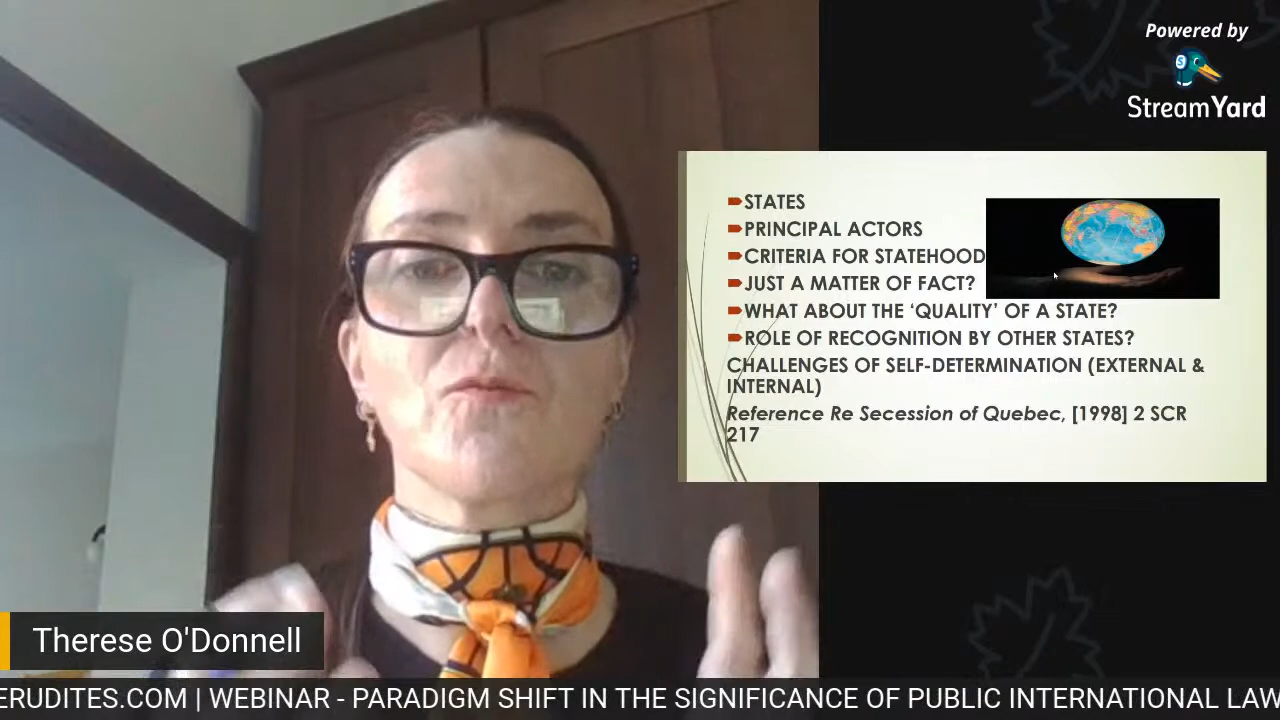 Powered by
StreamYard
STATES
PRINCIPAL ACTORS
CRITERIA FOR STATEHOOD
JUST A MATTER OF FACT?
WHAT ABOUT THE ‘QUALITY’ OF A STATE?
ROLE OF RECOGNITION BY OTHER STATES?
CHALLENGES OF SELF-DETERMINATION (EXTERNAL &
INTERNAL)
Reference Re Secession of Quebec, [1998] 2 SCR
217
Therese O'Donnell
ERUDITES.COM | WEBINAR - PARADIGM SHIFT IN THE SIGNIFICANCE OF PUBLIC INTERNATIONAL LAW